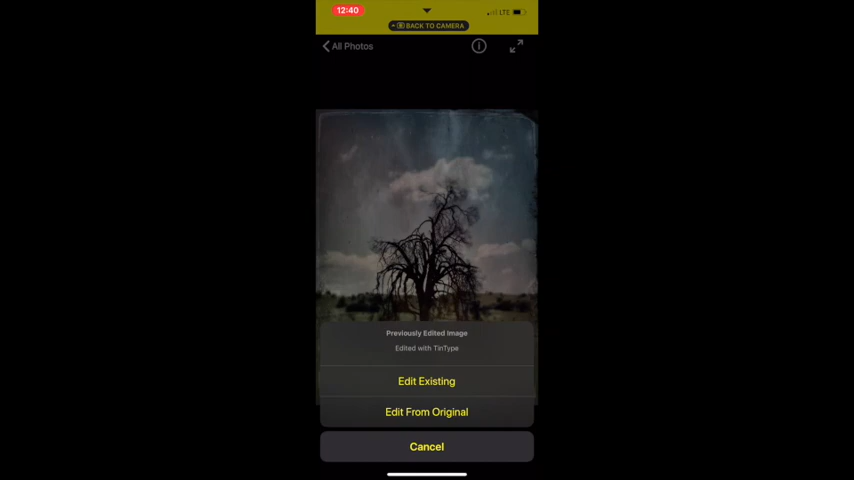 12:40
LTE
BACK TO CAMERA
All Photos
Previously Edited Image
Edited with TinType
Edit Existing
Edit From Original
Cancel